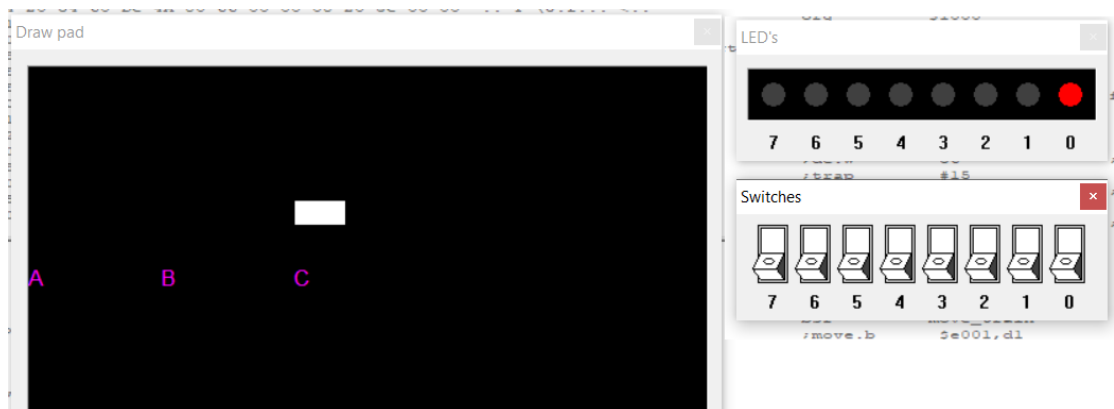 Draw pad
A B C
LED's
7 6 5 4 3 2 1 0
;trap #15
Switches
7 6 5 4 3 2 1 0
;move.b $e001,d1